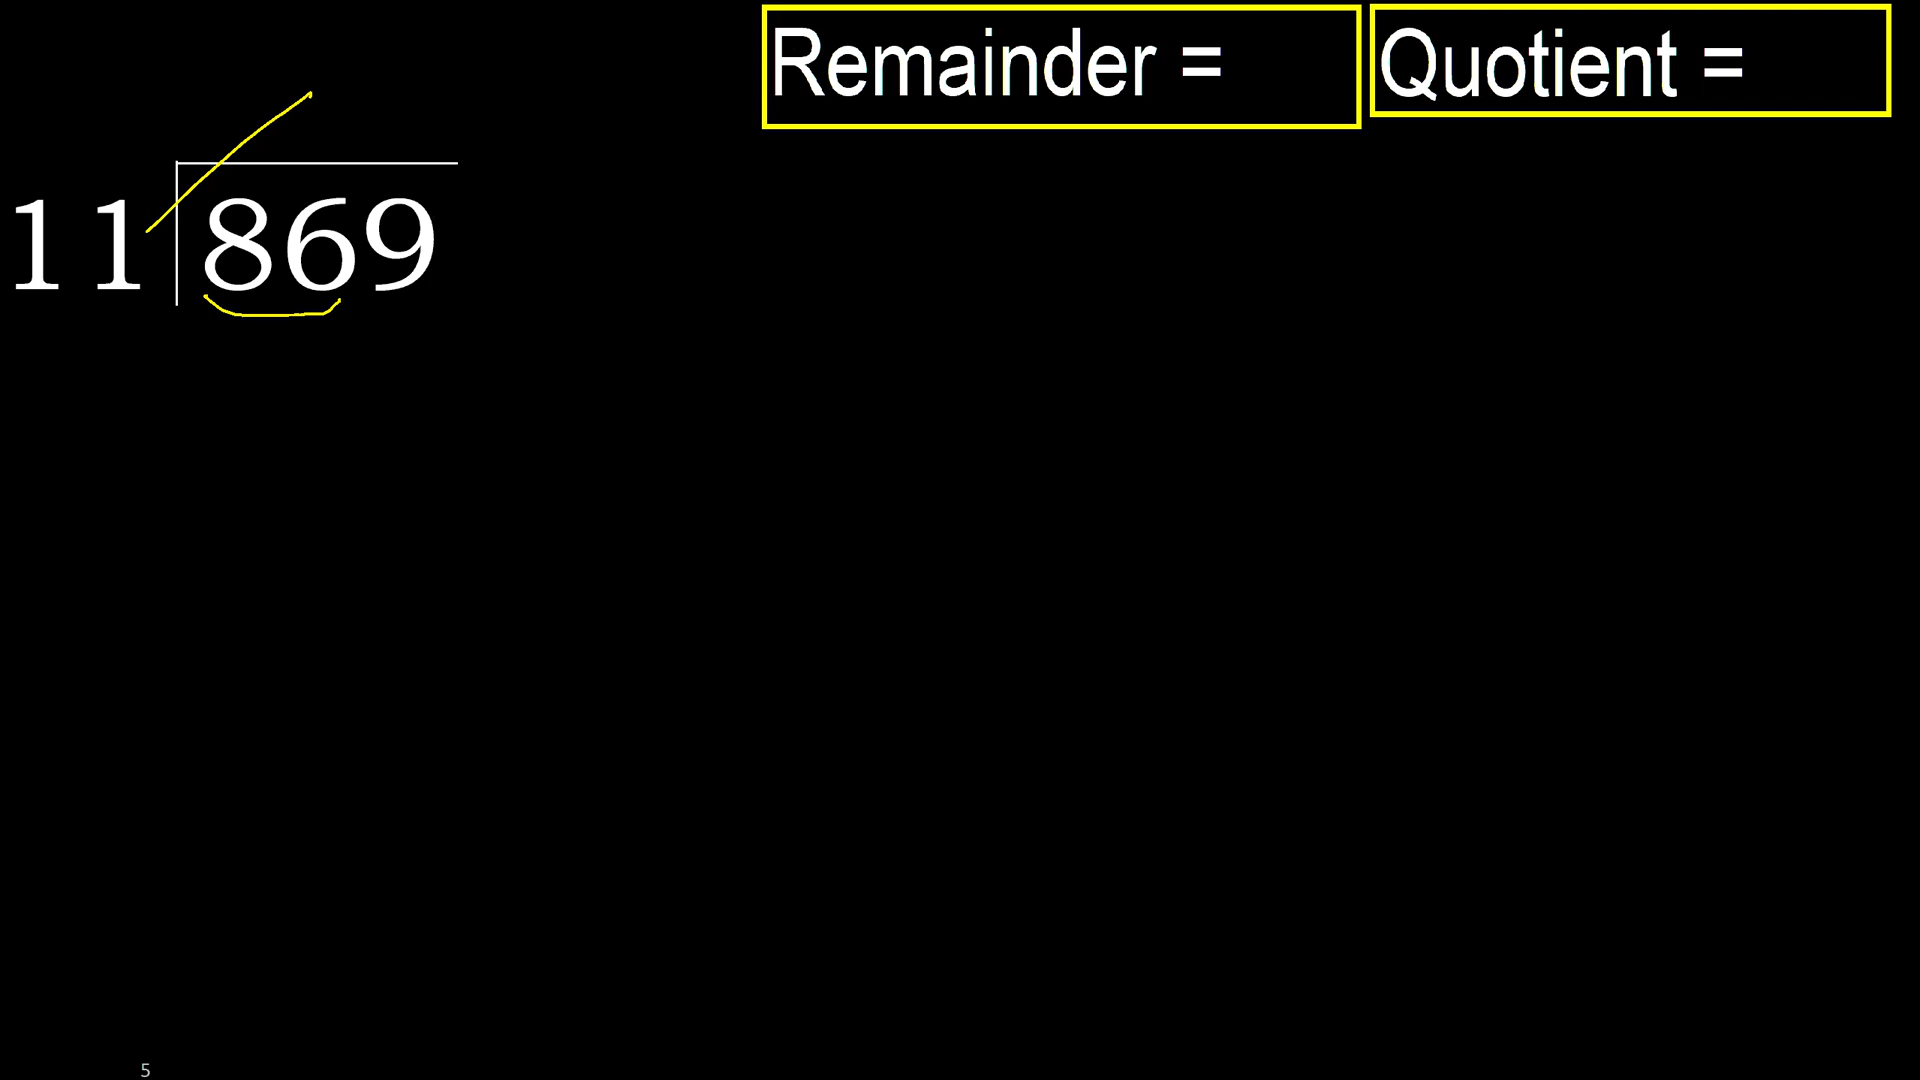 Remainder =
Quotient =
11 869
5